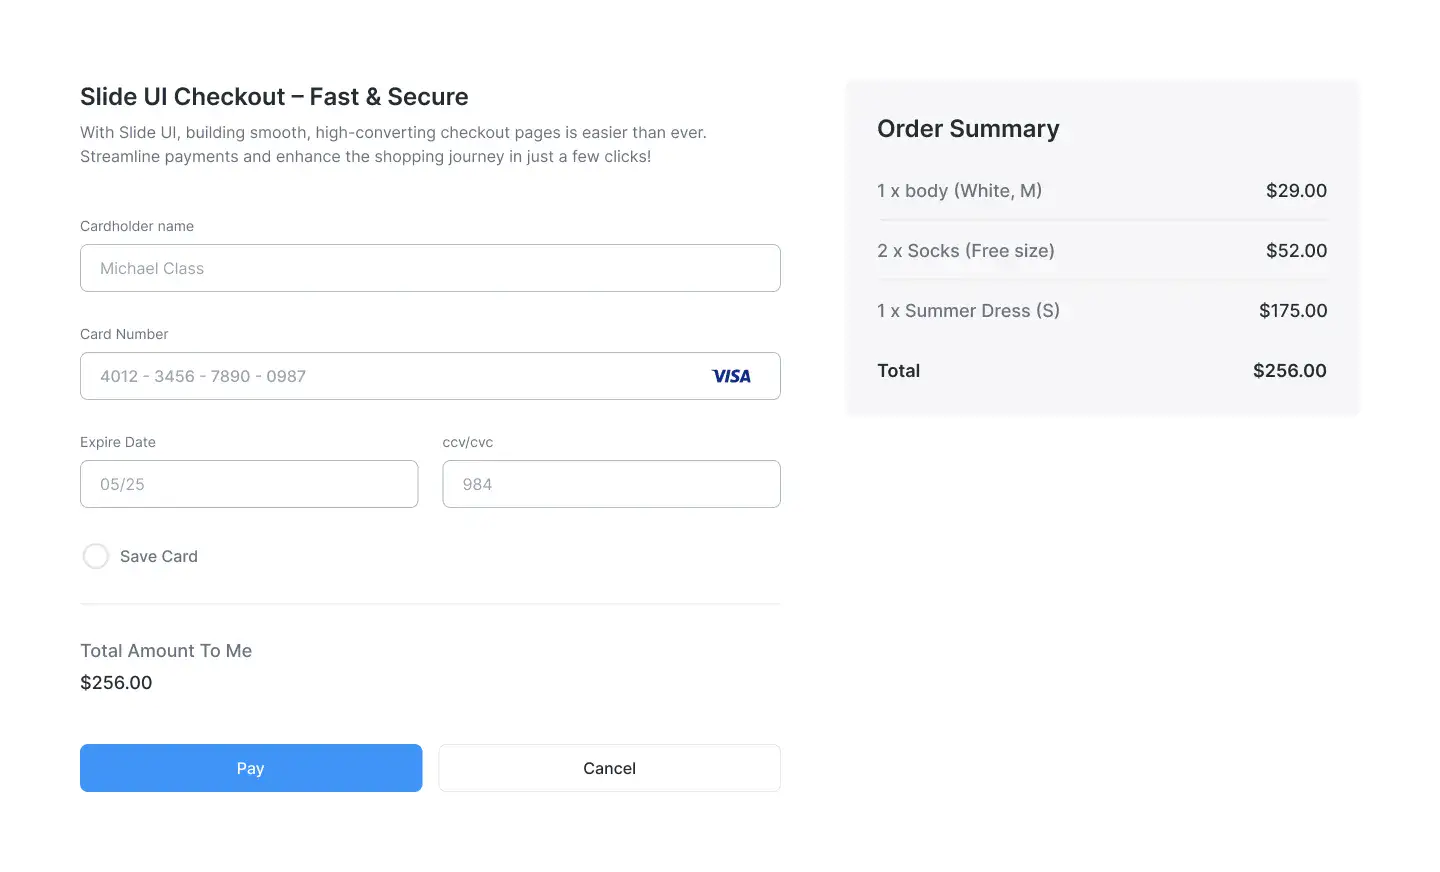 Slide UI Checkout – Fast & Secure
With Slide UI, building smooth, high-converting checkout pages is easier than ever.
Streamline payments and enhance the shopping journey in just a few clicks!
Cardholder name
Michael Class
Card Number
4012 - 3456 - 7890 - 0987
VISA
Expire Date
ccv/cvc
05/25
984
Save Card
Total Amount To Me
$256.00
Pay
Cancel
Order Summary
1 x body (White, M) $29.00
2 x Socks (Free size) $52.00
1 x Summer Dress (S) $175.00
Total $256.00